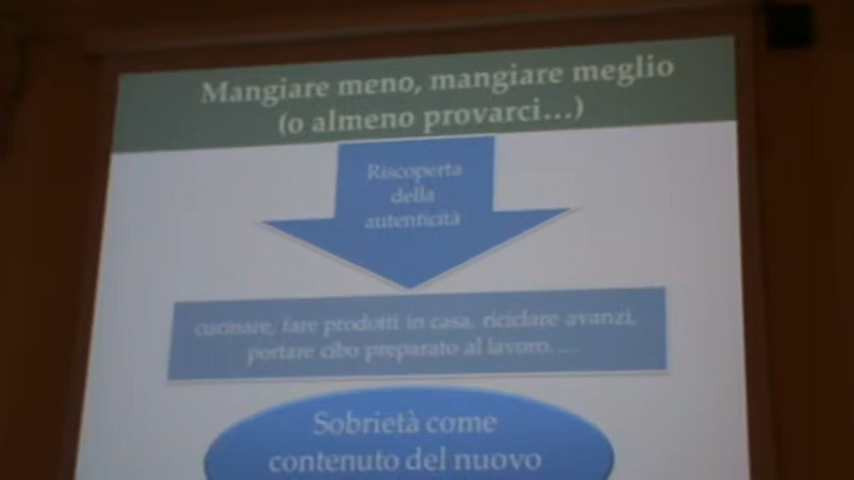 Mangiare meno, mangiare meglio
(o almeno provarci...)
Riscoperta
della
autenticità
cucinare, fare prodotti in casa, riciclare avanzi,
portare cibo preparato al lavoro.....
Sobrietà come
contenuto del nuovo